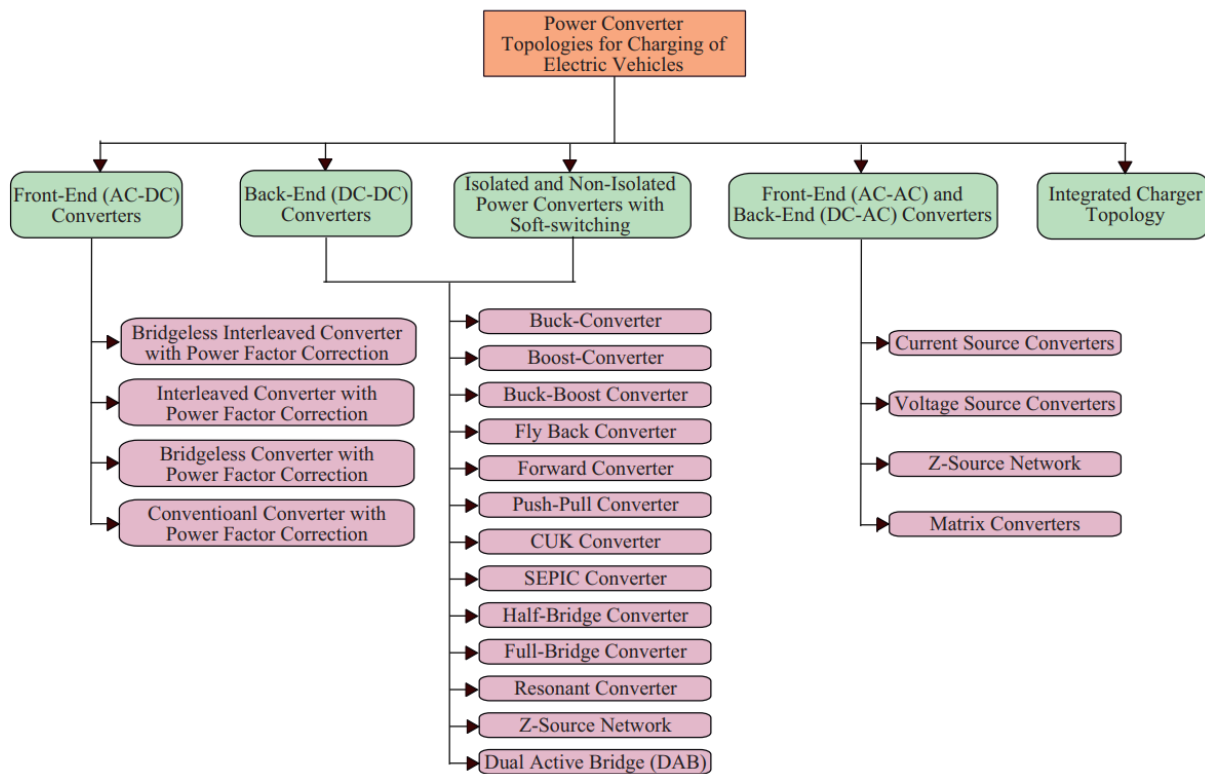 Power Converter
Topologies for Charging of
Electric Vehicles
Front-End (AC-DC)
Converters
Back-End (DC-DC)
Converters
Isolated and Non-Isolated
Power Converters with
Soft-switching
Front-End (AC-AC) and
Back-End (DC-AC) Converters
Integrated Charger
Topology
Bridgeless Interleaved Converter
with Power Factor Correction
Interleaved Converter with
Power Factor Correction
Bridgeless Converter with
Power Factor Correction
Conventioanl Converter with
Power Factor Correction
Buck-Converter
Boost-Converter
Buck-Boost Converter
Fly Back Converter
Forward Converter
Push-Pull Converter
CUK Converter
SEPIC Converter
Half-Bridge Converter
Full-Bridge Converter
Resonant Converter
Z-Source Network
Dual Active Bridge (DAB)
Current Source Converters
Voltage Source Converters
Z-Source Network
Matrix Converters